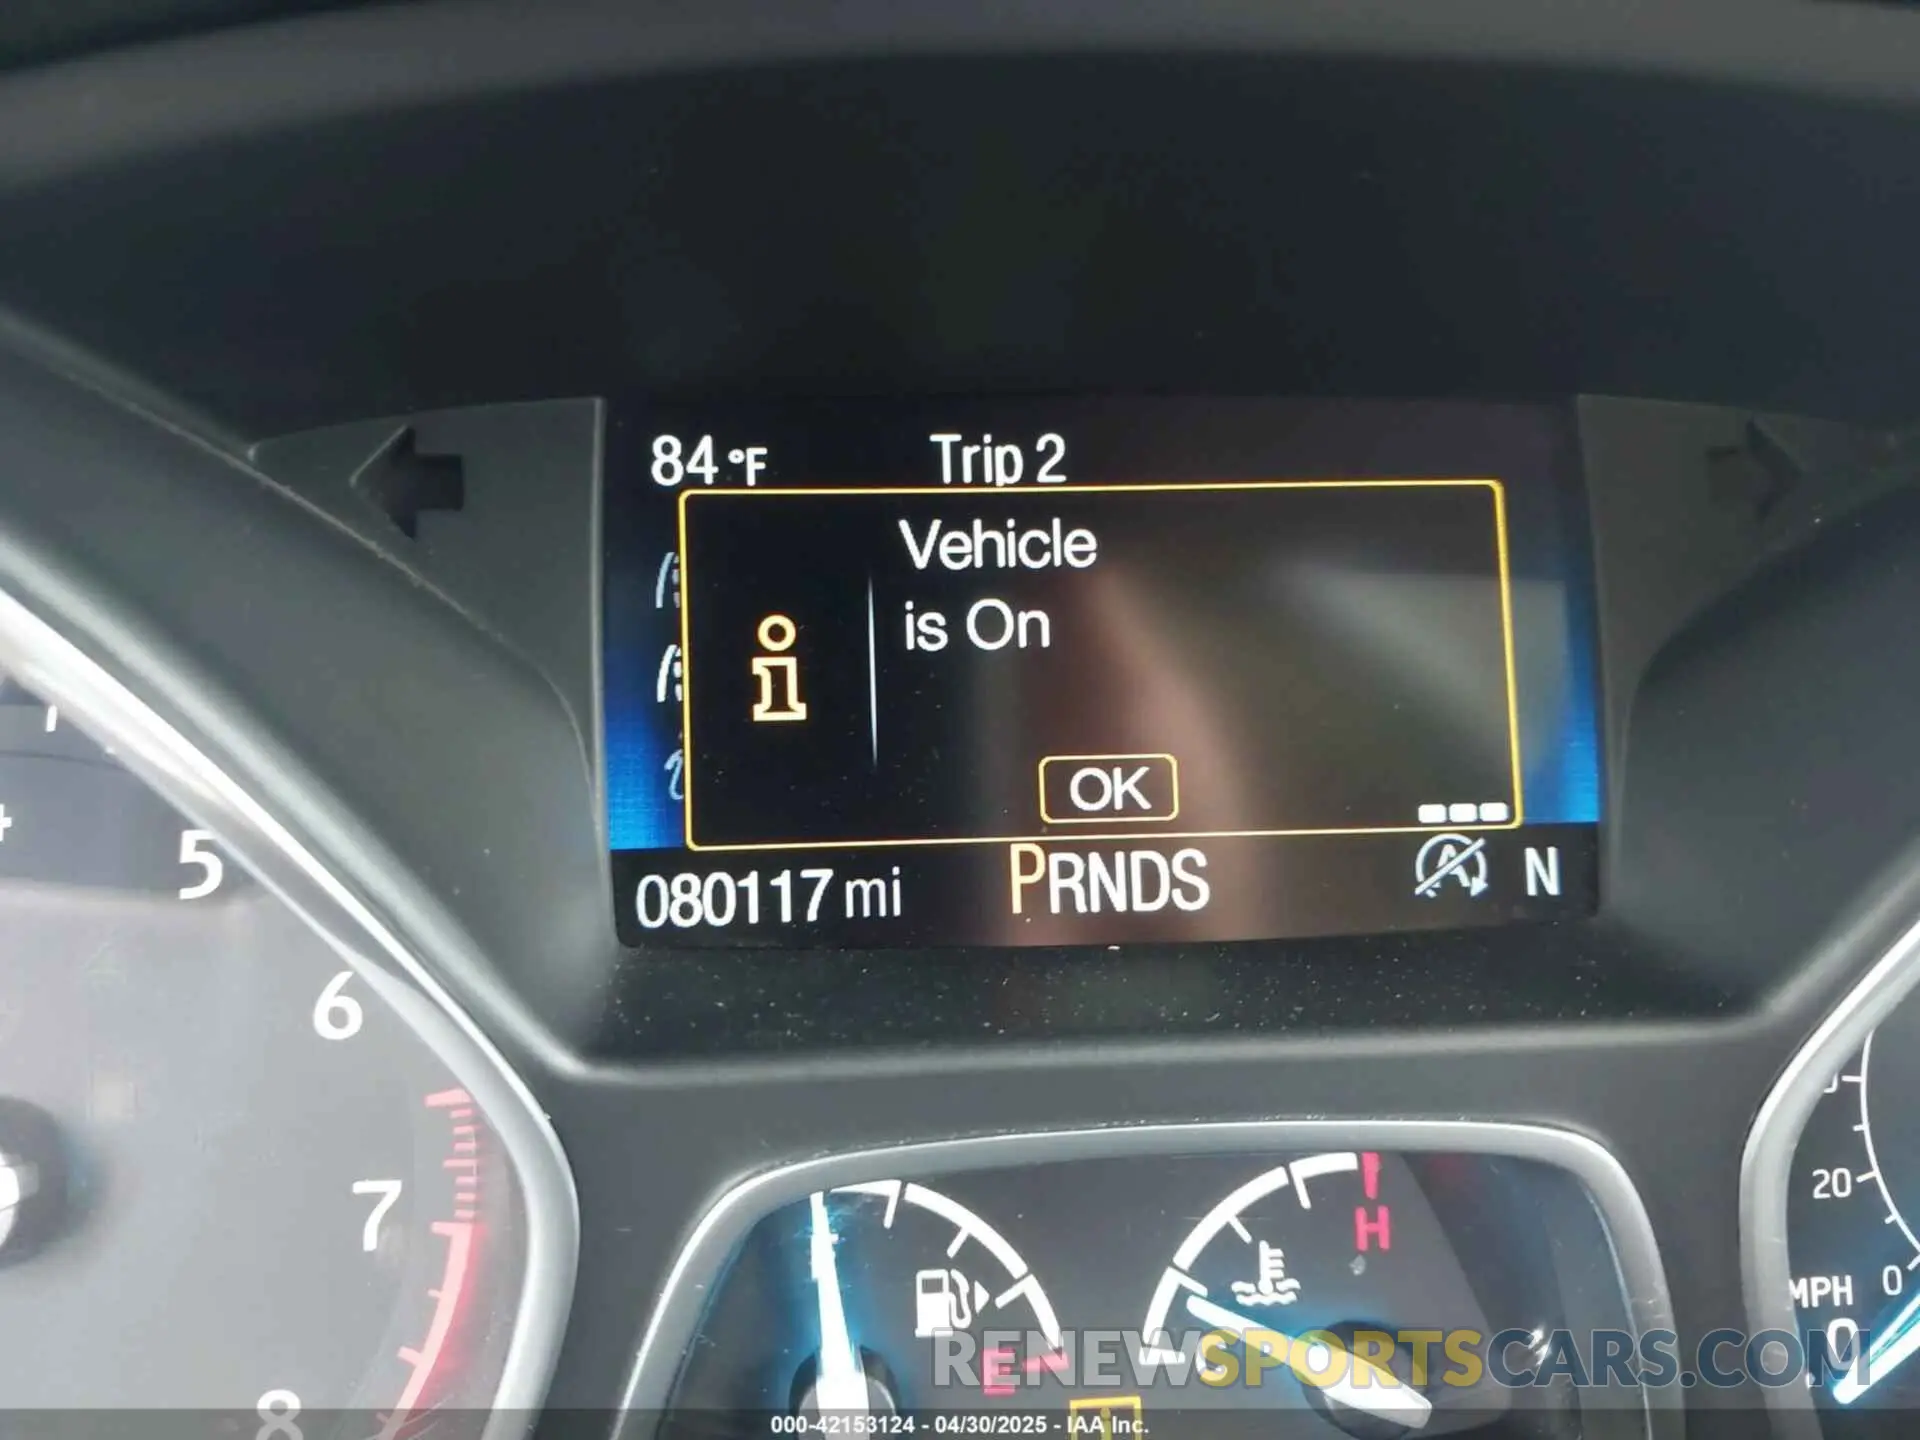 84 °F Trip 2
Vehicle
is On
OK
080117 mi PRNDS N
5
6
7
8
H
E
C
20
0
MPH
0
RENEWSPORTSCARS.COM
000-42153124 - 04/30/2025 - IAA Inc.